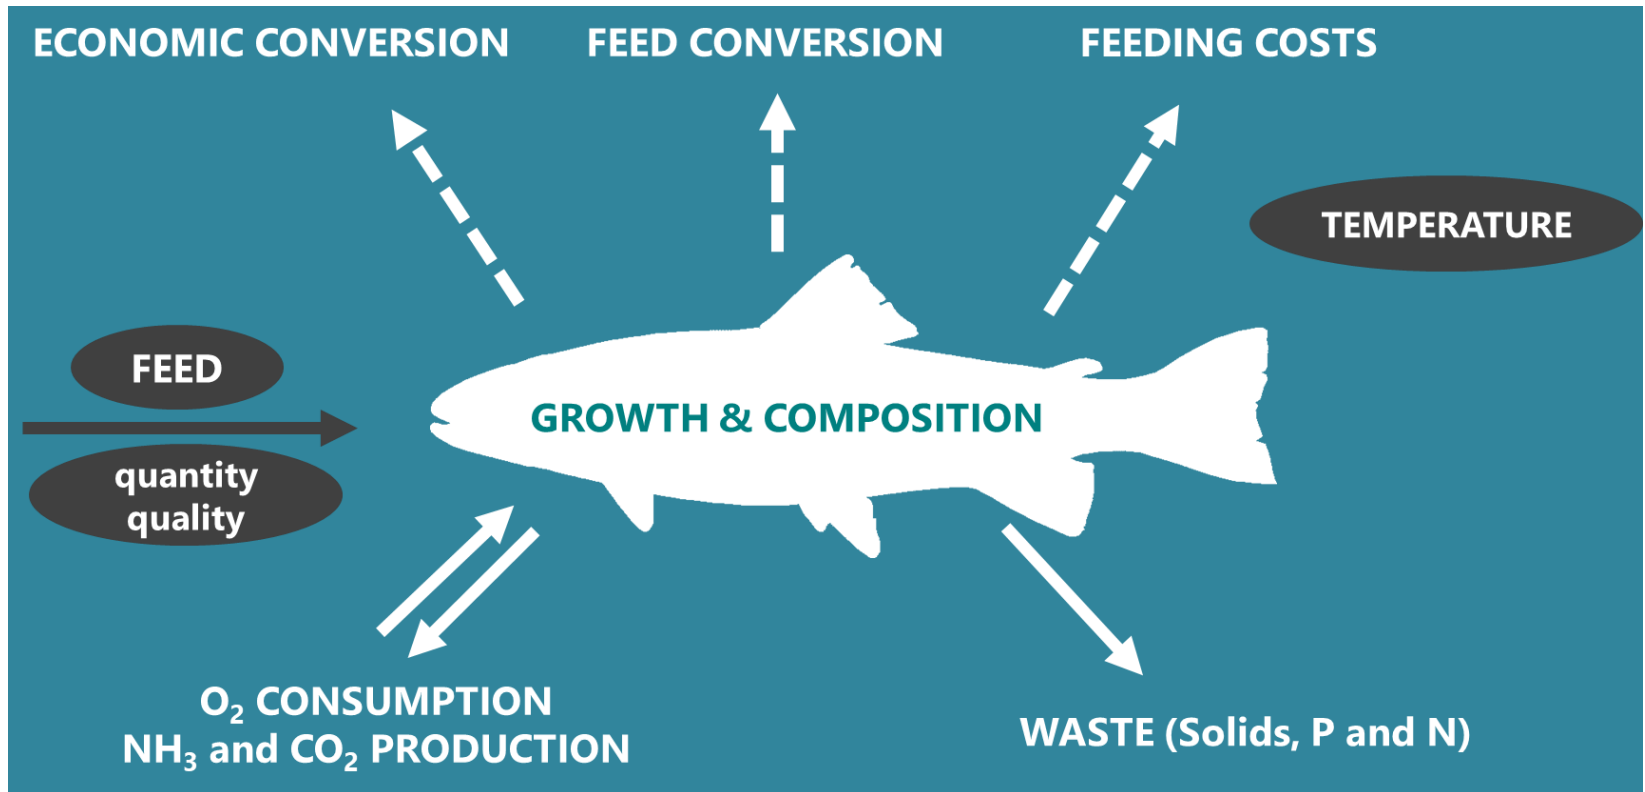 ECONOMIC CONVERSION
FEED CONVERSION
FEEDING COSTS
TEMPERATURE
FEED
GROWTH & COMPOSITION
quantity
quality
O₂ CONSUMPTION
NH₃ and CO₂ PRODUCTION
WASTE (Solids, P and N)